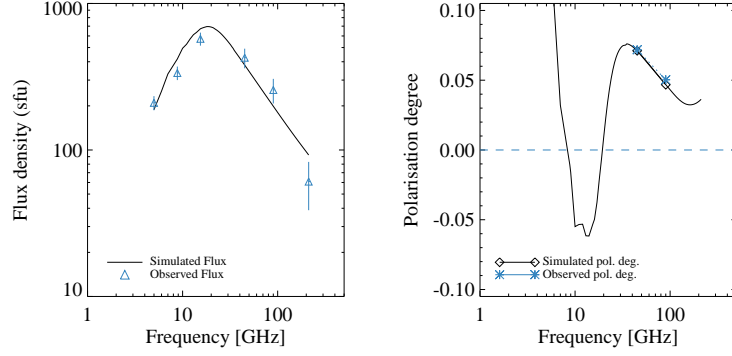 1000
100
10
Flux density (sfu)
Simulated Flux
Observed Flux
1 10 100
Frequency [GHz]
0.10
0.05
0.00
-0.05
-0.10
Polarisation degree
Simulated pol. deg.
Observed pol. deg.
1 10 100
Frequency [GHz]